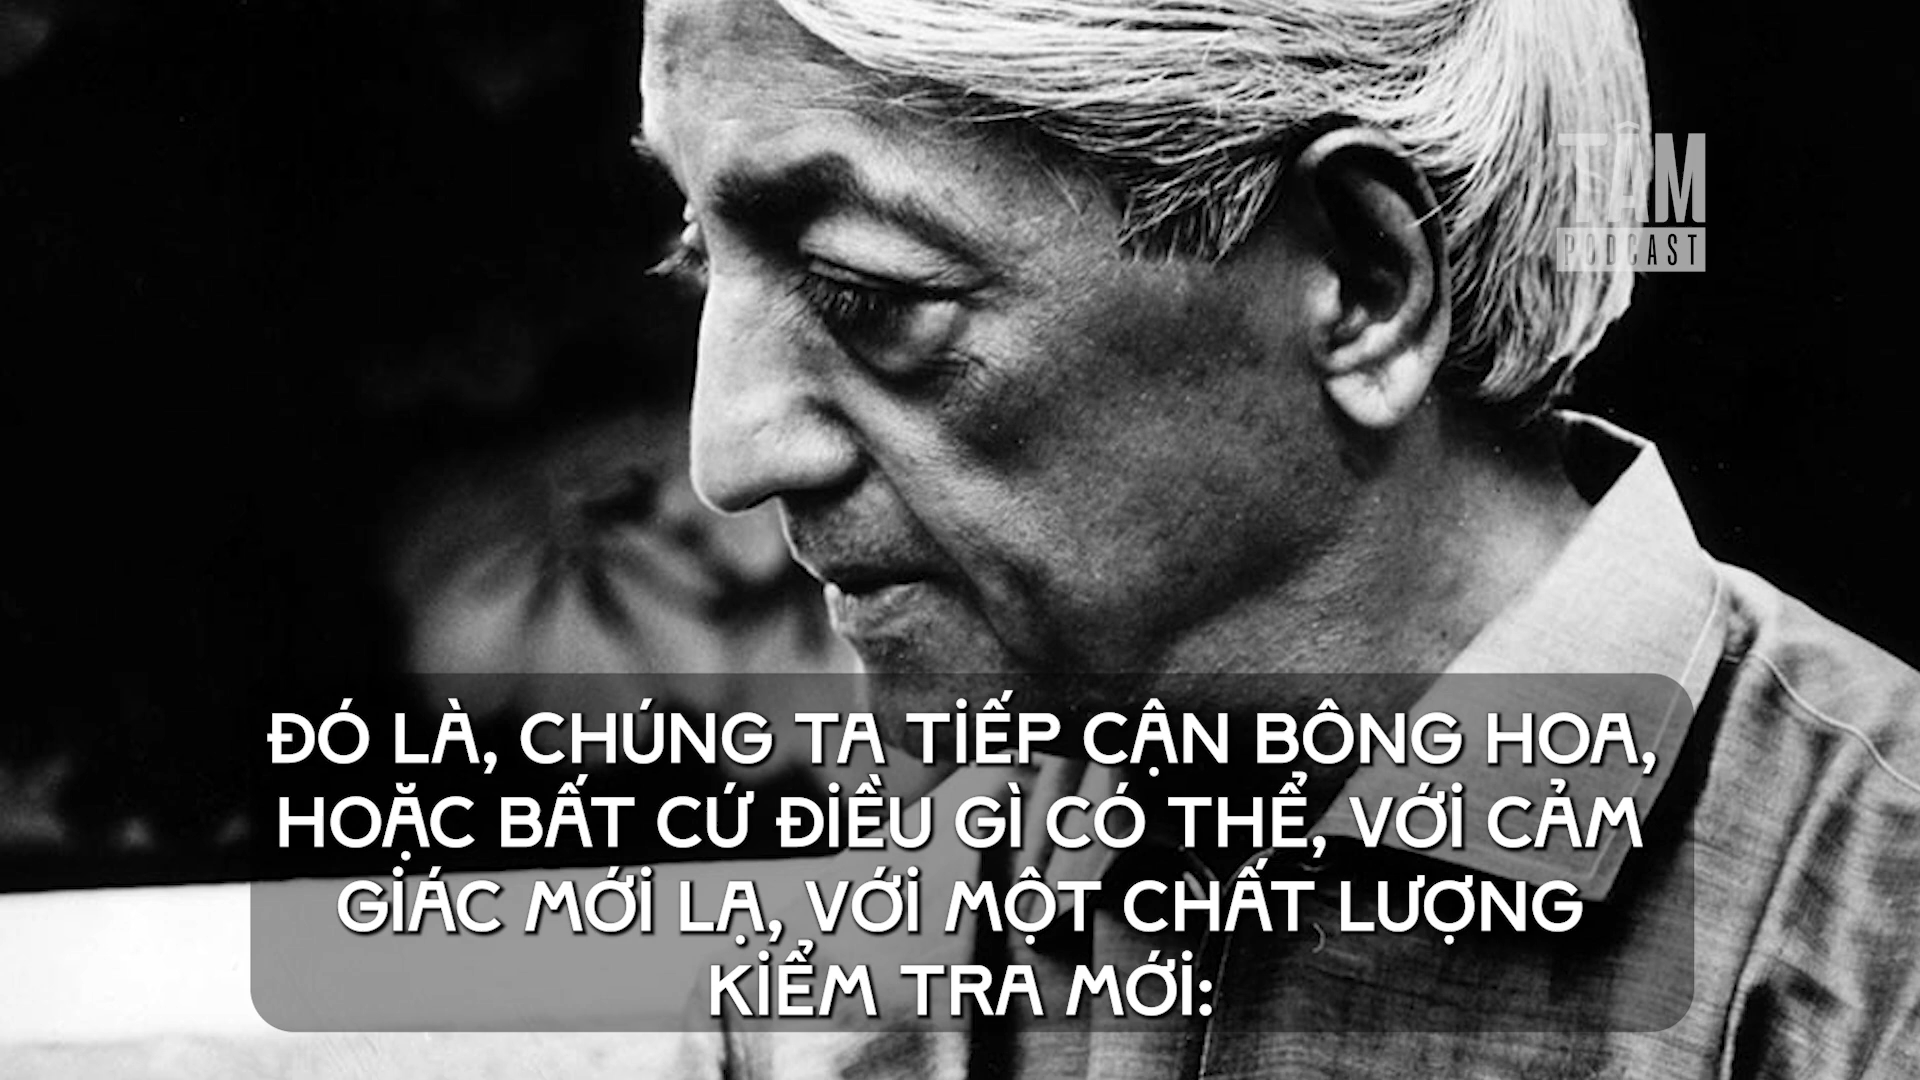 TÂM
PODCAST
ĐÓ LÀ, CHÚNG TA TIẾP CẬN BÔNG HOA,
HOẶC BẤT CỨ ĐIỀU GÌ CÓ THỂ, VỚI CẢM
GIÁC MỚI LẠ, VỚI MỘT CHẤT LƯỢNG
KIỂM TRA MỚI: